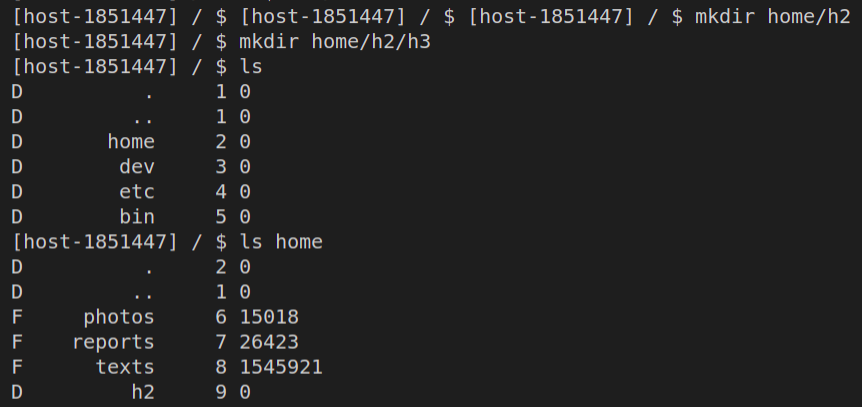 [host-1851447] / $ [host-1851447] / $ [host-1851447] / $ mkdir home/h2
[host-1851447] / $ mkdir home/h2/h3
[host-1851447] / $ ls
D . 1 0
D .. 1 0
D home 2 0
D dev 3 0
D etc 4 0
D bin 5 0
[host-1851447] / $ ls home
D . 2 0
D .. 1 0
F photos 6 15018
F reports 7 26423
F texts 8 1545921
D h2 9 0